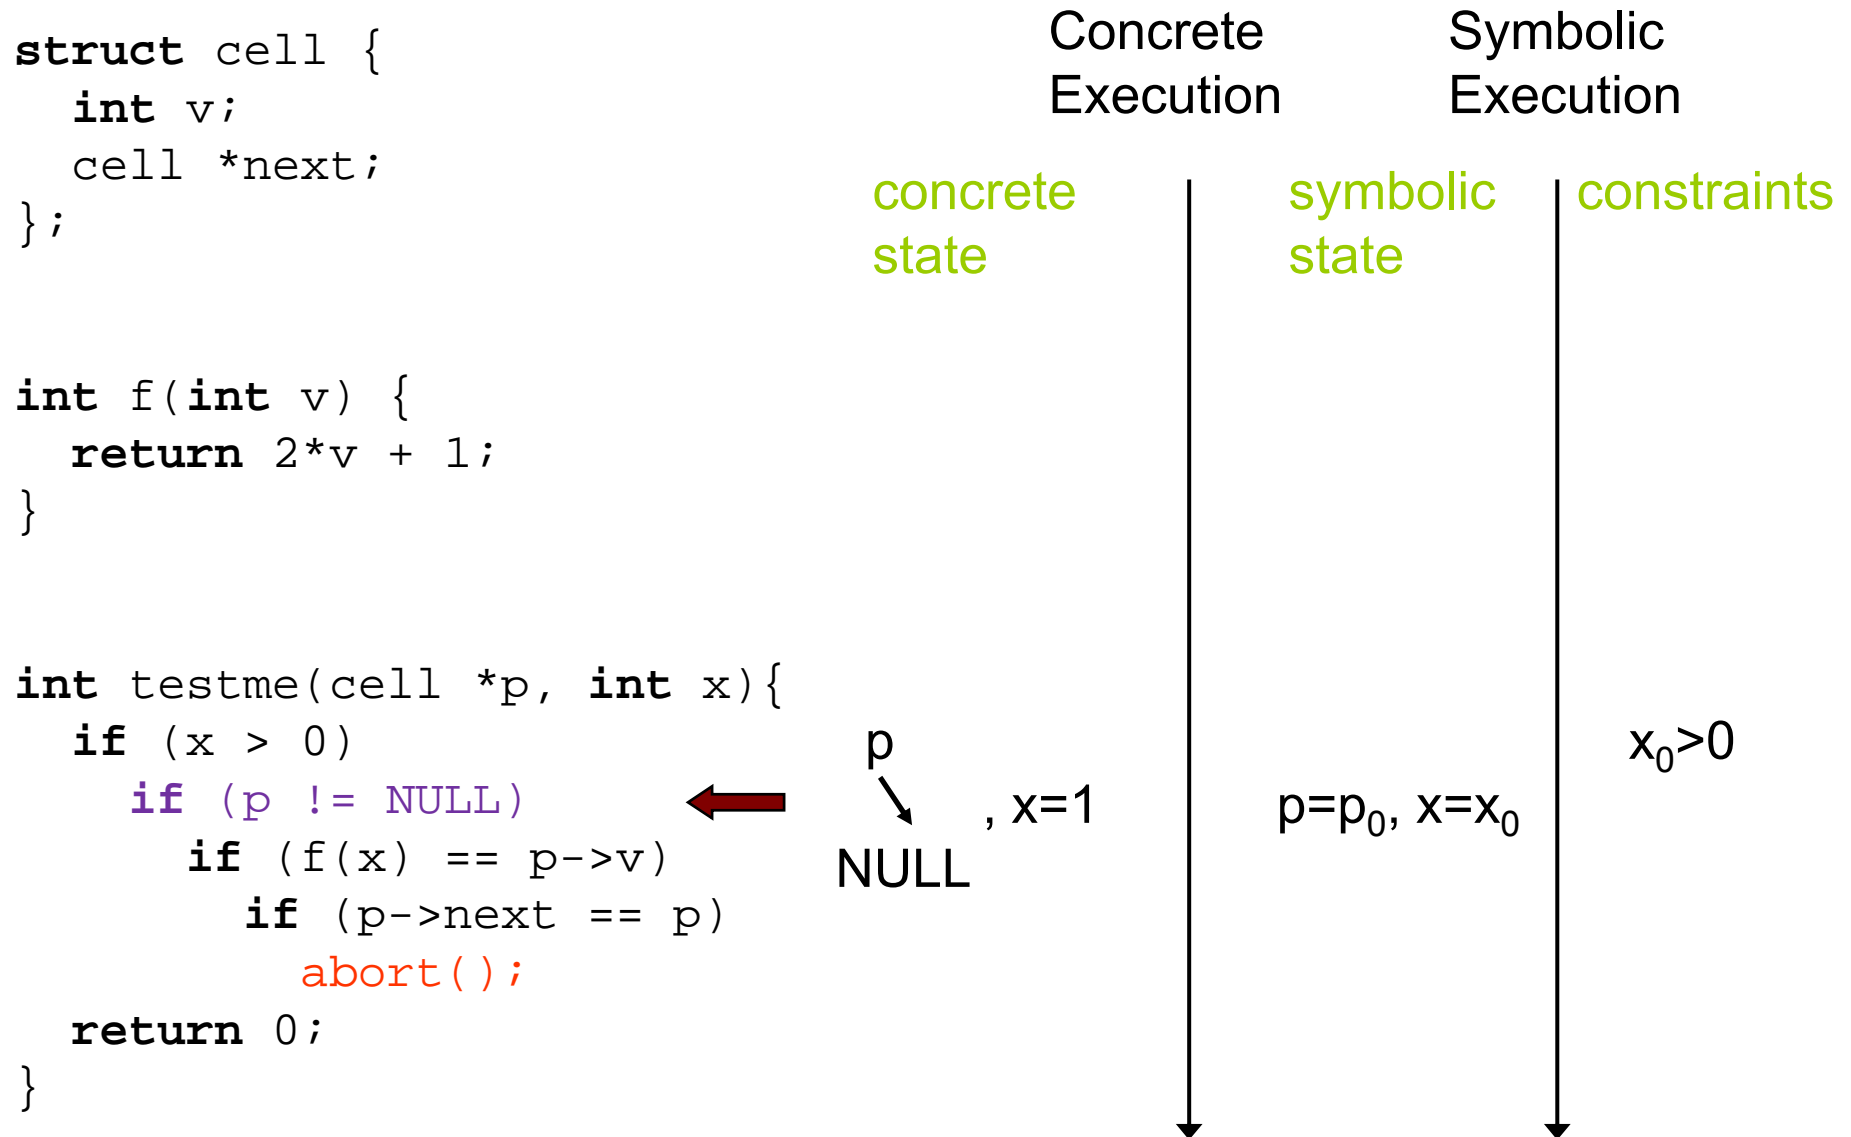 struct cell {
  int v;
  cell *next;
};
int f(int v) {
  return 2*v + 1;
}
int testme(cell *p, int x){
  if (x > 0)
    if (p != NULL)
      if (f(x) == p->v)
        if (p->next == p)
          abort();
  return 0;
}
Concrete
Execution
Symbolic
Execution
concrete
state
symbolic
state
constraints
p
NULL
, x=1
p=p₀, x=x₀
x₀>0